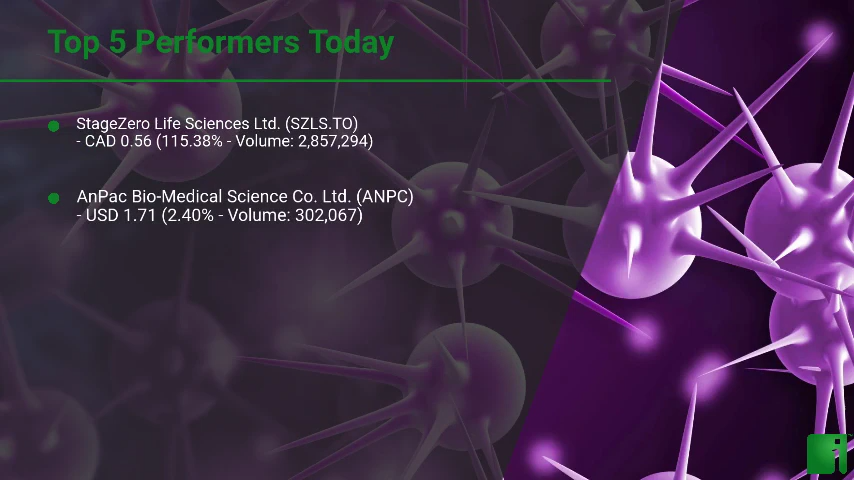 Top 5 Performers Today
StageZero Life Sciences Ltd. (SZLS.TO)
- CAD 0.56 (115.38% - Volume: 2,857,294)
AnPac Bio-Medical Science Co. Ltd. (ANPC)
- USD 1.71 (2.40% - Volume: 302,067)
i